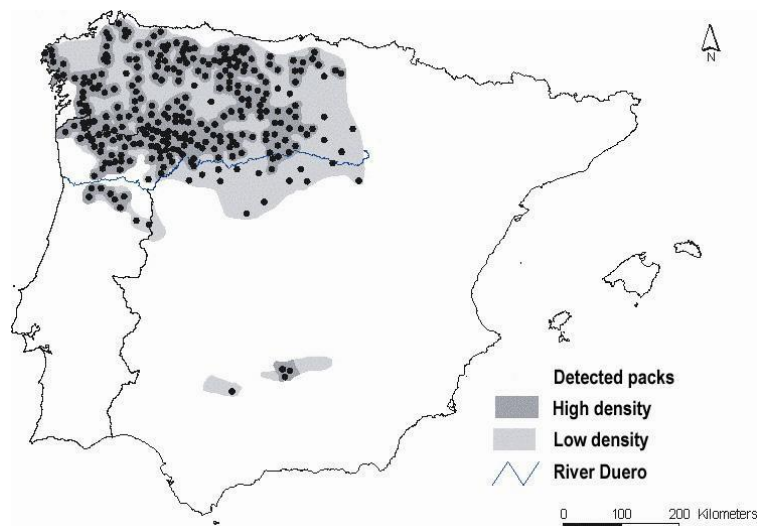 N
Detected packs
High density
Low density
River Duero
0 100 200 Kilometers